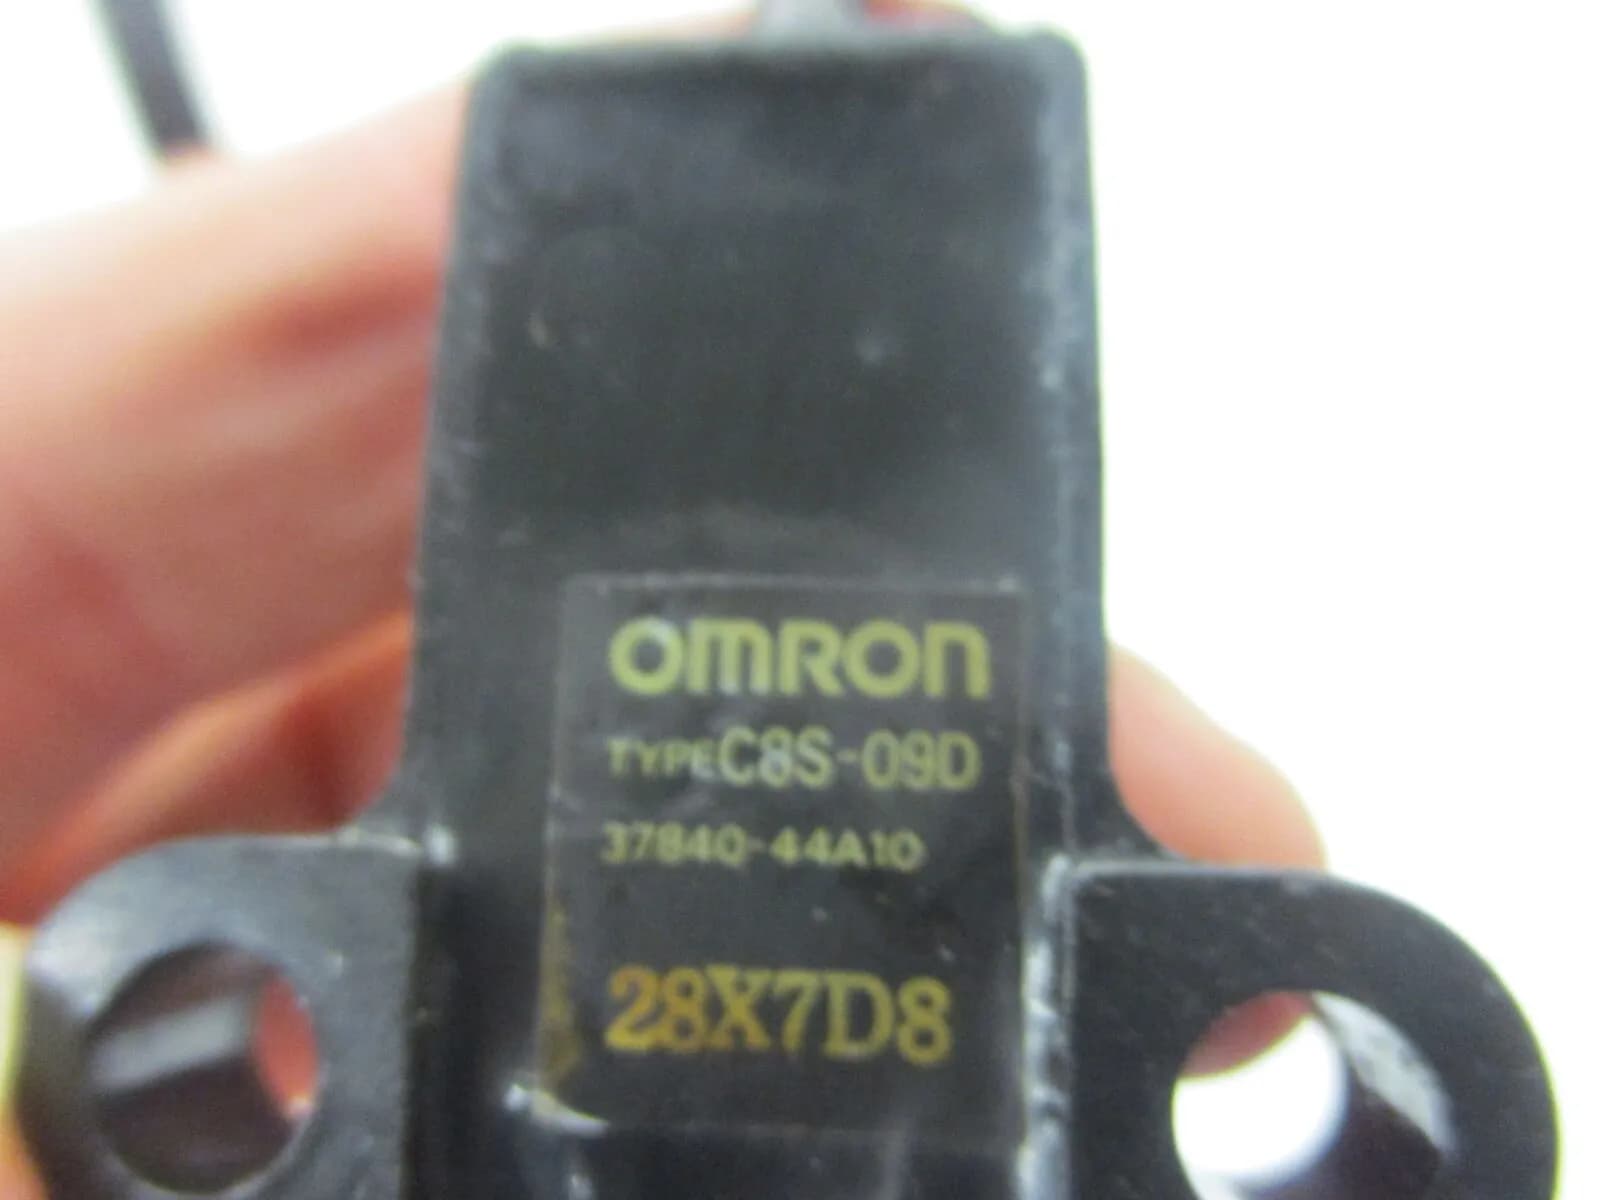 OMRON
TYPE C8S-09D
37840-44A10
28X7D8